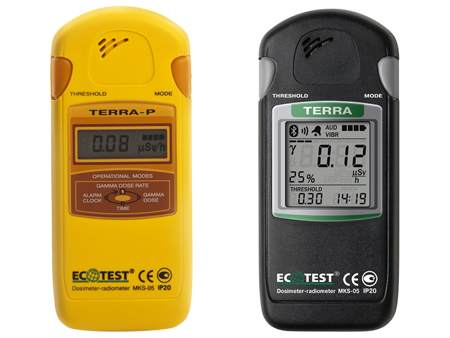 THRESHOLD MODE
TERRA-P
0.08 µSv/h
OPERATIONAL MODES
GAMMA DOSE RATE
ALARM CLOCK
GAMMA DOSE
TIME
ECOTEST® CE
Dosimeter-radiometer MKS-05 IP20
THRESHOLD MODE
TERRA
AUD
VIBR
γ 0.12
25% µSv/h
THRESHOLD TRACK
0.30 14:19
ECOTEST® CE
Dosimeter-radiometer MKS-05 IP20